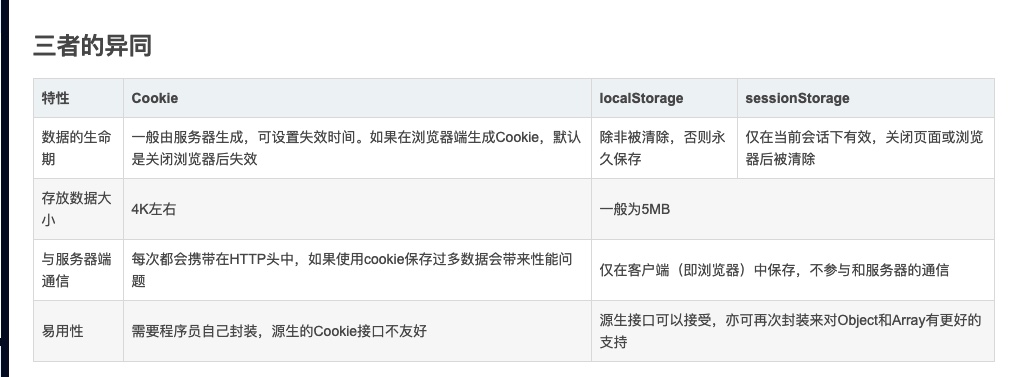 三者的异同
特性
Cookie
localStorage
sessionStorage
数据的生命
期
一般由服务器生成，可设置失效时间。如果在浏览器端生成Cookie，默认
是关闭浏览器后失效
除非被清除，否则永
久保存
仅在当前会话下有效，关闭页面或浏览
器后被清除
存放数据大
小
4K左右
一般为5MB
与服务器端
通信
每次都会携带在HTTP头中，如果使用cookie保存过多数据会带来性能问
题
仅在客户端（即浏览器）中保存，不参与和服务器的通信
易用性
需要程序员自己封装，源生的Cookie接口不友好
源生接口可以接受，亦可再次封装来对Object和Array有更好的
支持